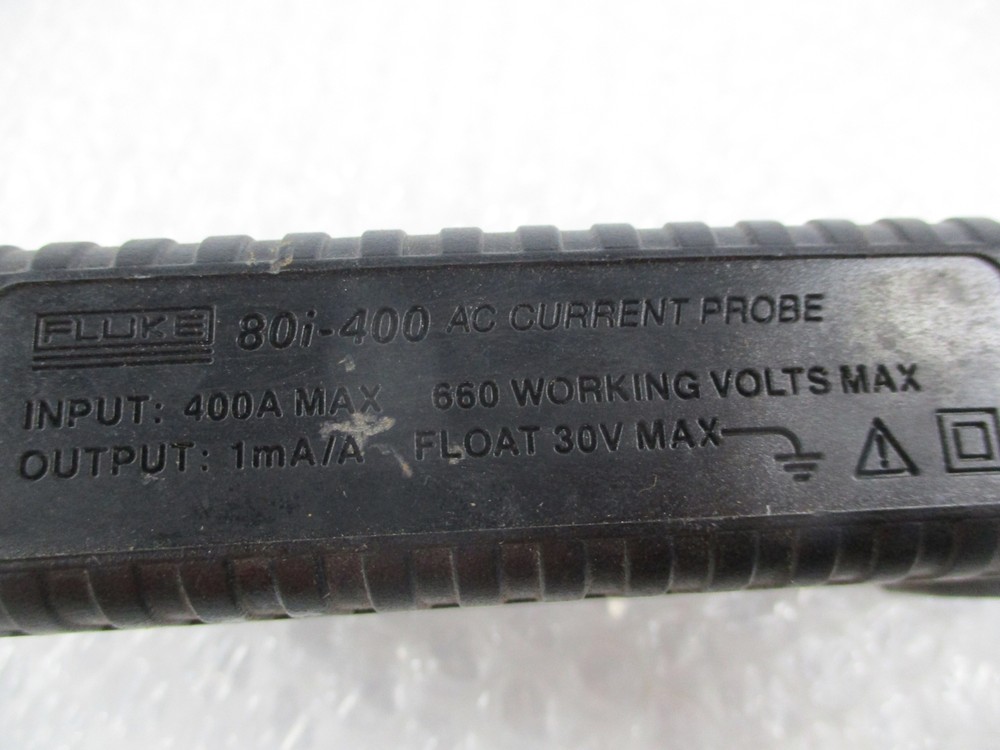 FLUKE 80i-400 AC CURRENT PROBE
INPUT: 400A MAX 660 WORKING VOLTS MAX
OUTPUT: 1mA/A FLOAT 30V MAX